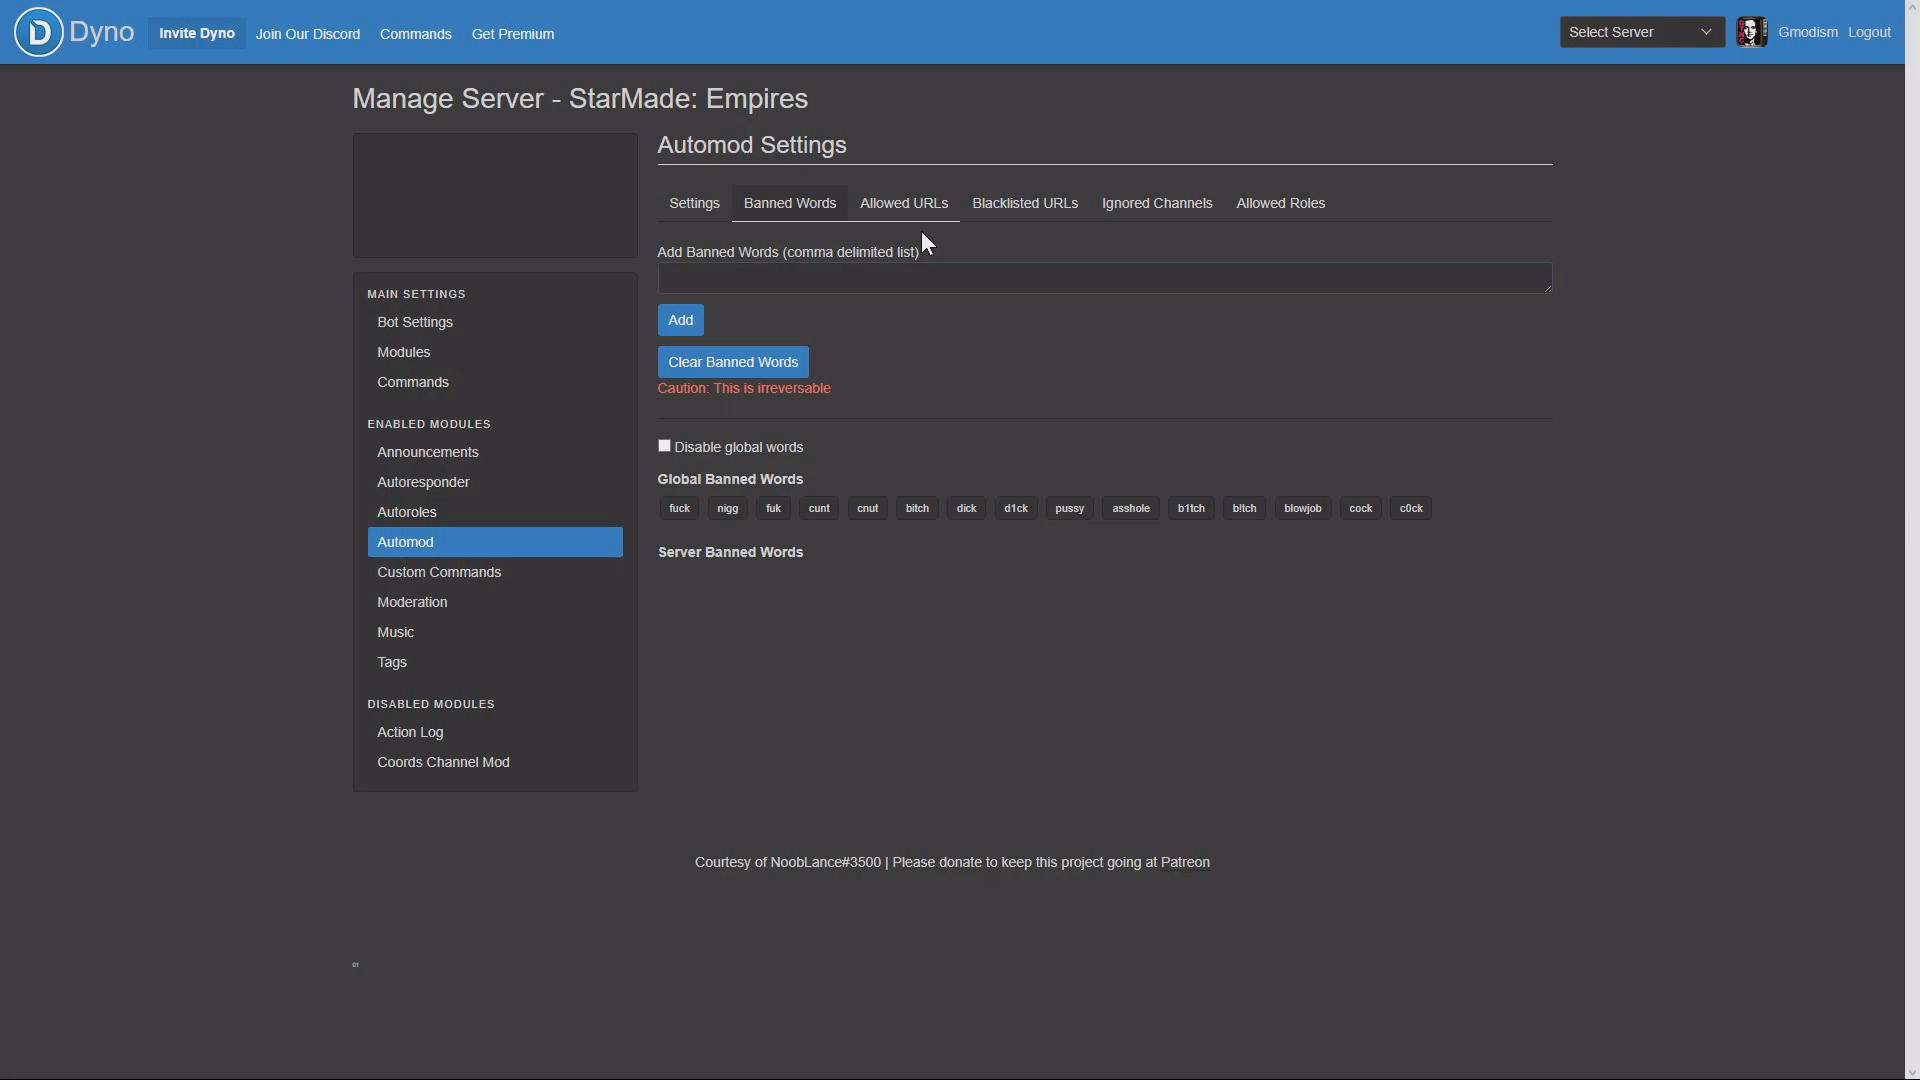 Dyno
Invite Dyno
Join Our Discord
Commands
Get Premium
Select Server
Gmodism
Logout
Manage Server - StarMade: Empires
MAIN SETTINGS
Bot Settings
Modules
Commands
ENABLED MODULES
Announcements
Autoresponder
Autoroles
Automod
Custom Commands
Moderation
Music
Tags
DISABLED MODULES
Action Log
Coords Channel Mod
Automod Settings
Settings Banned Words Allowed URLs Blacklisted URLs Ignored Channels Allowed Roles
Add Banned Words (comma delimited list)
Add
Clear Banned Words
Caution: This is irreversable
Disable global words
Global Banned Words
fuck nigg fuk cunt cnut bitch dick d1ck pussy asshole b1tch b!tch blowjob cock c0ck
Server Banned Words
Courtesy of NoobLance#3500 | Please donate to keep this project going at Patreon